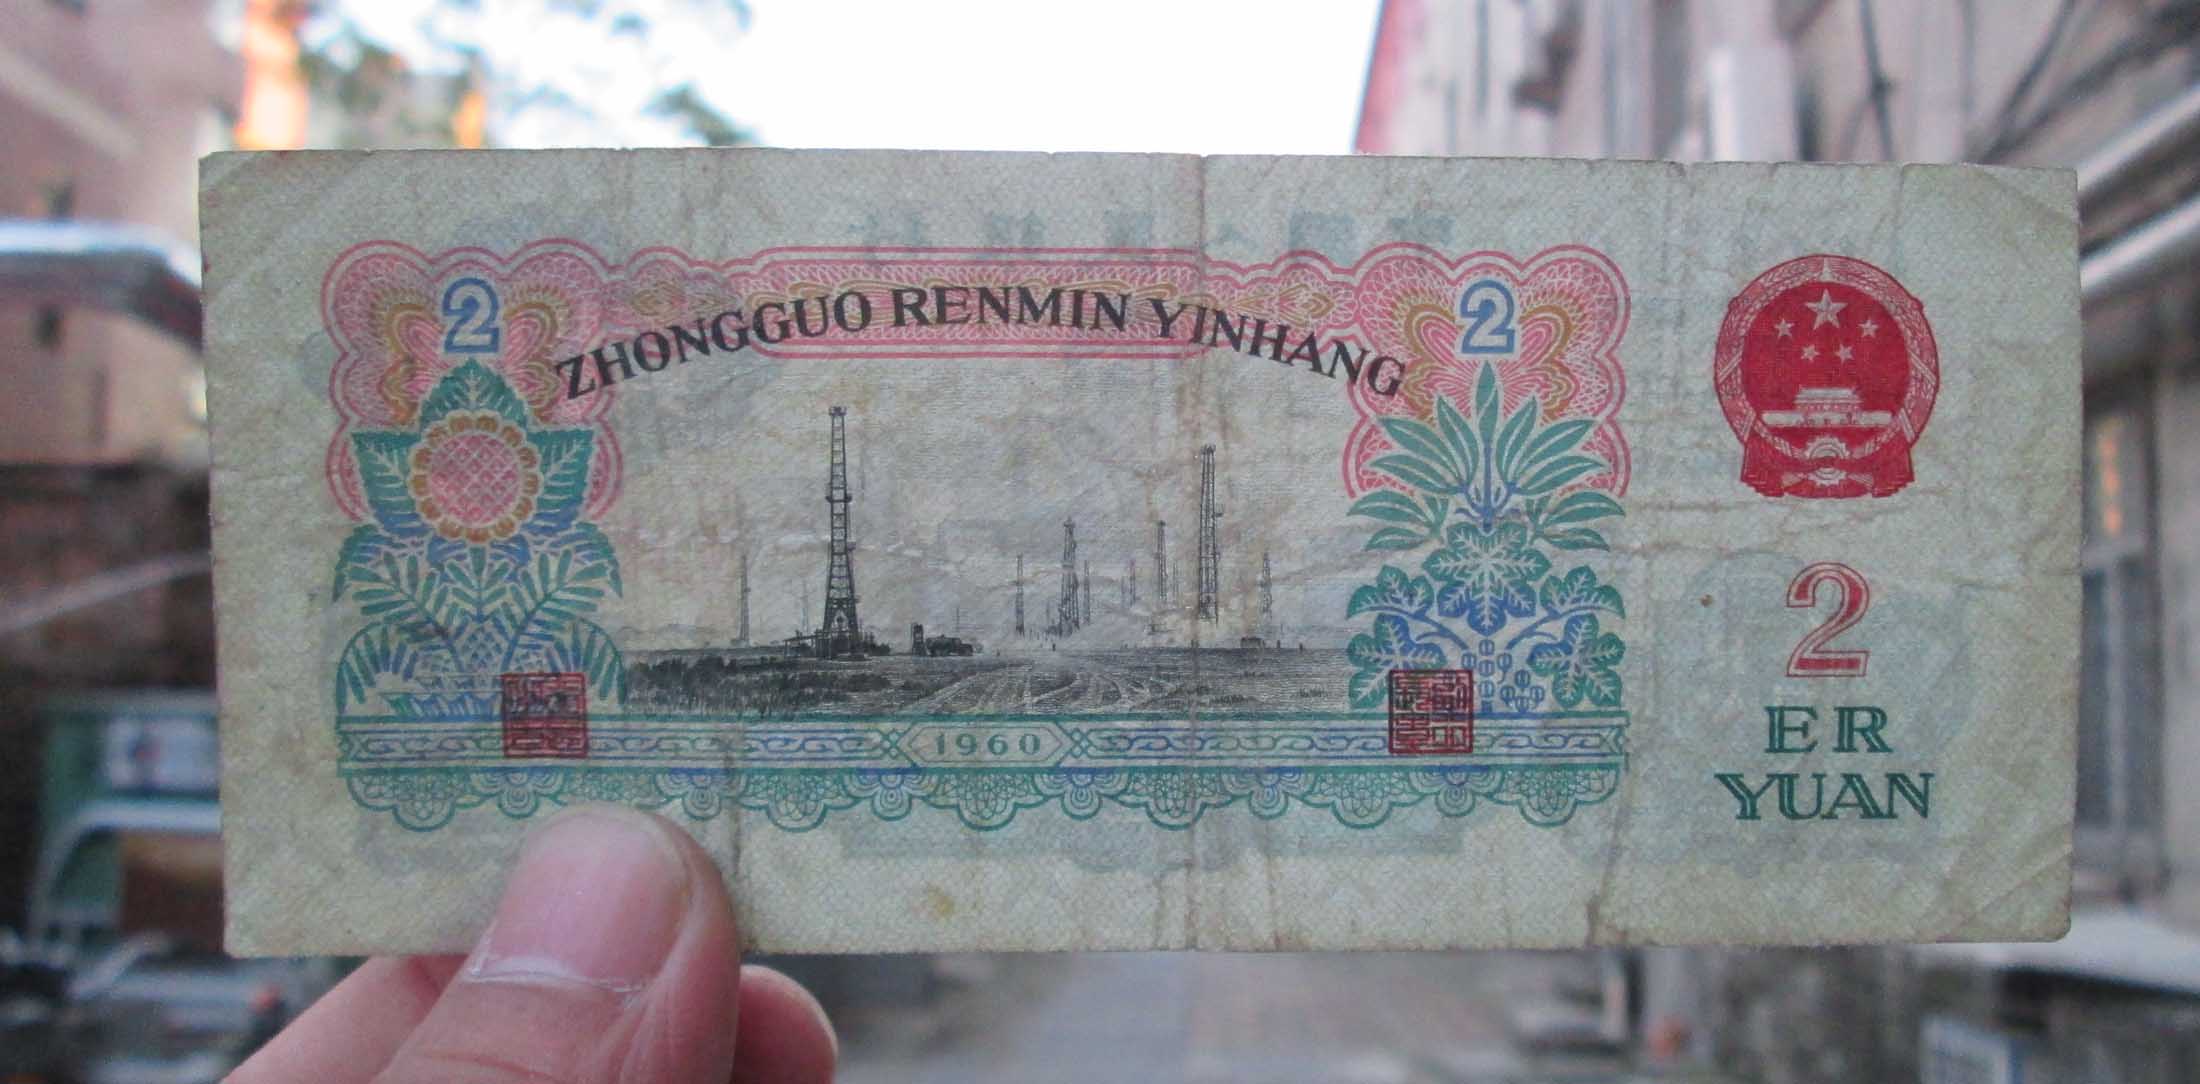 2
2
ZHONGGUO RENMIN YINHANG
1960
2
ER
YUAN